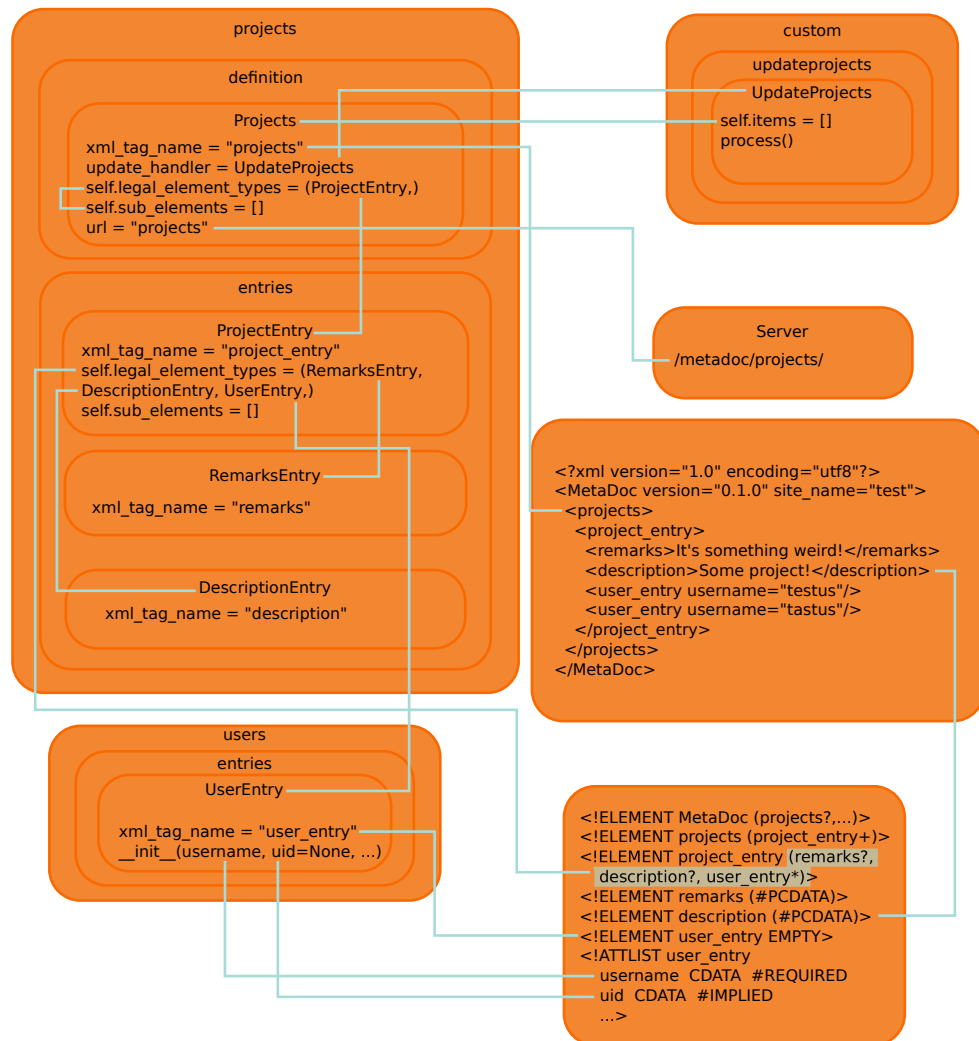 projects
definition
Projects
xml_tag_name = "projects"
update_handler = UpdateProjects
self.legal_element_types = (ProjectEntry,)
self.sub_elements = []
url = "projects"
entries
ProjectEntry
xml_tag_name = "project_entry"
self.legal_element_types = (RemarksEntry,
DescriptionEntry, UserEntry,)
self.sub_elements = []
RemarksEntry
xml_tag_name = "remarks"
DescriptionEntry
xml_tag_name = "description"
users
entries
UserEntry
xml_tag_name = "user_entry"
__init__(username, uid=None, ...)
custom
updateprojects
UpdateProjects
self.items = []
process()
Server
/metadoc/projects/
<?xml version="1.0" encoding="utf8"?>
<MetaDoc version="0.1.0" site_name="test">
<projects>
<project_entry>
<remarks>It's something weird!</remarks>
<description>Some project!</description>
<user_entry username="testus"/>
<user_entry username="tastus"/>
</project_entry>
</projects>
</MetaDoc>
<!ELEMENT MetaDoc (projects?,...)>
<!ELEMENT projects (project_entry+)>
<!ELEMENT project_entry (remarks?,
description?, user_entry*)>
<!ELEMENT remarks (#PCDATA)>
<!ELEMENT description (#PCDATA)>
<!ELEMENT user_entry EMPTY>
<!ATTLIST user_entry
username CDATA #REQUIRED
uid CDATA #IMPLIED
...>